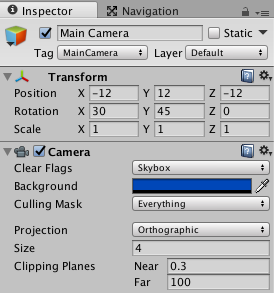 Inspector Navigation
Main Camera Static
Tag MainCamera Layer Default
Transform
Position X -12 Y 12 Z -12
Rotation X 30 Y 45 Z 0
Scale X 1 Y 1 Z 1
Camera
Clear Flags Skybox
Background
Culling Mask Everything
Projection Orthographic
Size 4
Clipping Planes Near 0.3
Far 100